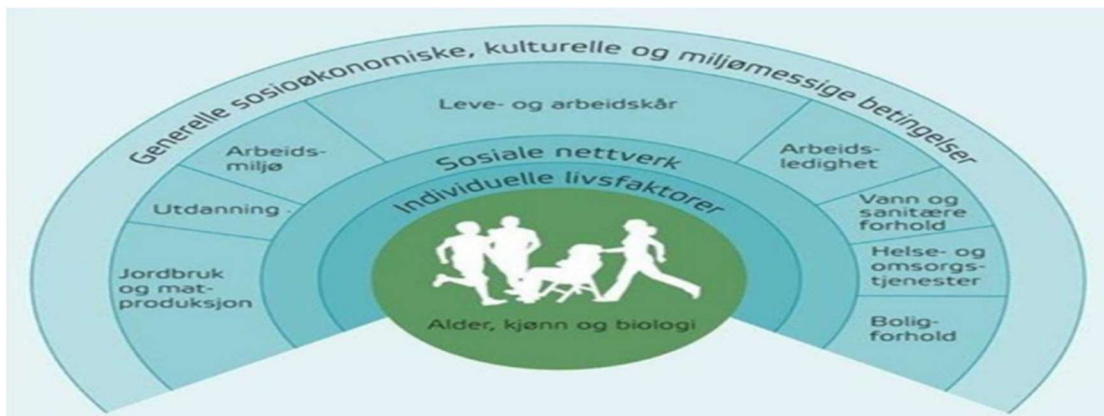 Generelle sosioøkonomiske, kulturelle og miljømessige betingelser
Leve- og arbeidskår
Arbeids-
miljø
Utdanning
Jordbruk
og mat-
produksjon
Arbeids-
ledighet
Vann og
sanitære
forhold
Helse- og
omsorgs-
tjenester
Bolig-
forhold
Sosiale nettverk
Individuelle livsfaktorer
Alder, kjønn og biologi